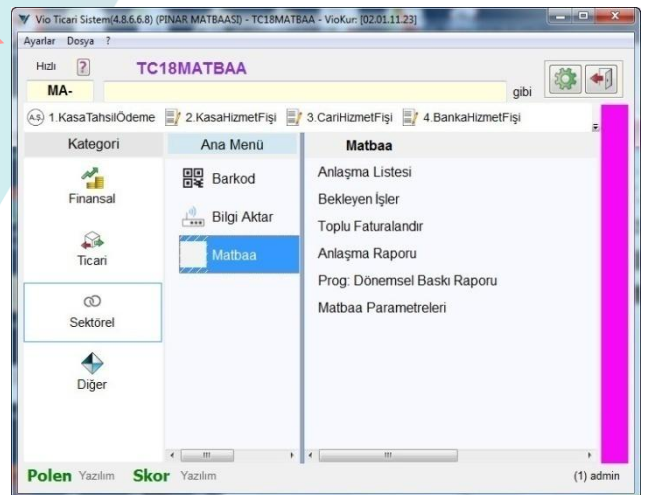 Vio Ticari Sistem(4.8.6.6.8) (PINAR MATBAASI) - TC18MATBAA - VioKur: [02.01.11.23]
Ayarlar Dosya ?
Hızlı ? TC18MATBAA
MA- gibi
A.S. 1.KasaTahsilÖdeme 2.KasaHizmetFişi 3.CariHizmetFişi 4.BankaHizmetFişi
Kategori
Finansal
Ticari
Sektörel
Diğer
Ana Menü
Barkod
Bilgi Aktar
Matbaa
Matbaa
Anlaşma Listesi
Bekleyen İşler
Toplu Faturalandır
Anlaşma Raporu
Prog: Dönemsel Baskı Raporu
Matbaa Parametreleri
Polen Yazılım Skor Yazılım (1) admin